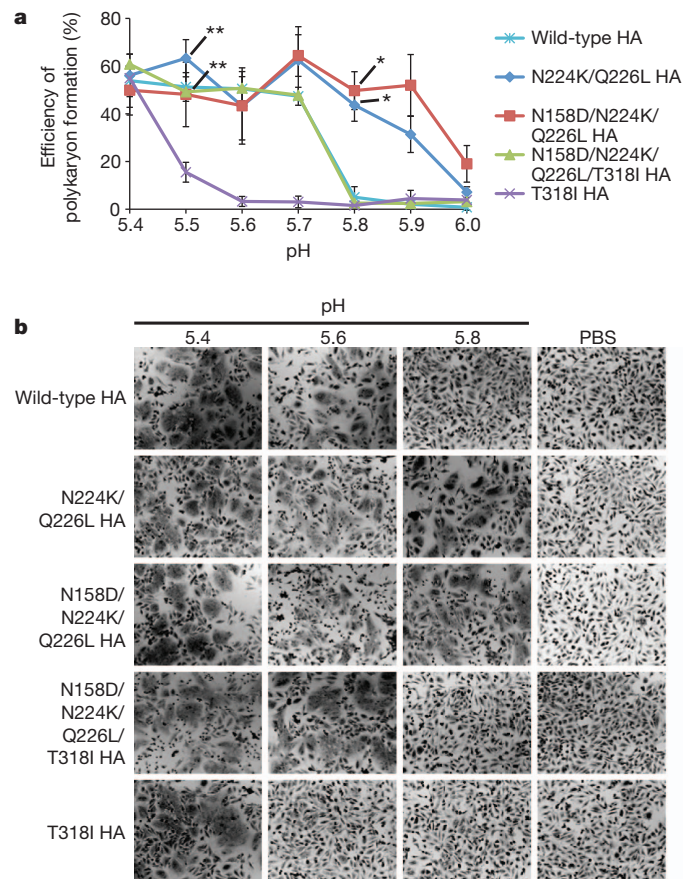 a
80
60
40
20
0
Efficiency of
polykaryon formation (%)
**
**
*
*
5.4 5.5 5.6 5.7 5.8 5.9 6.0
pH
Wild-type HA
N224K/Q226L HA
N158D/N224K/
Q226L HA
N158D/N224K/
Q226L/T318I HA
T318I HA
b
pH
5.4 5.6 5.8 PBS
Wild-type HA
N224K/
Q226L HA
N158D/
N224K/
Q226L HA
N158D/
N224K/
Q226L/
T318I HA
T318I HA